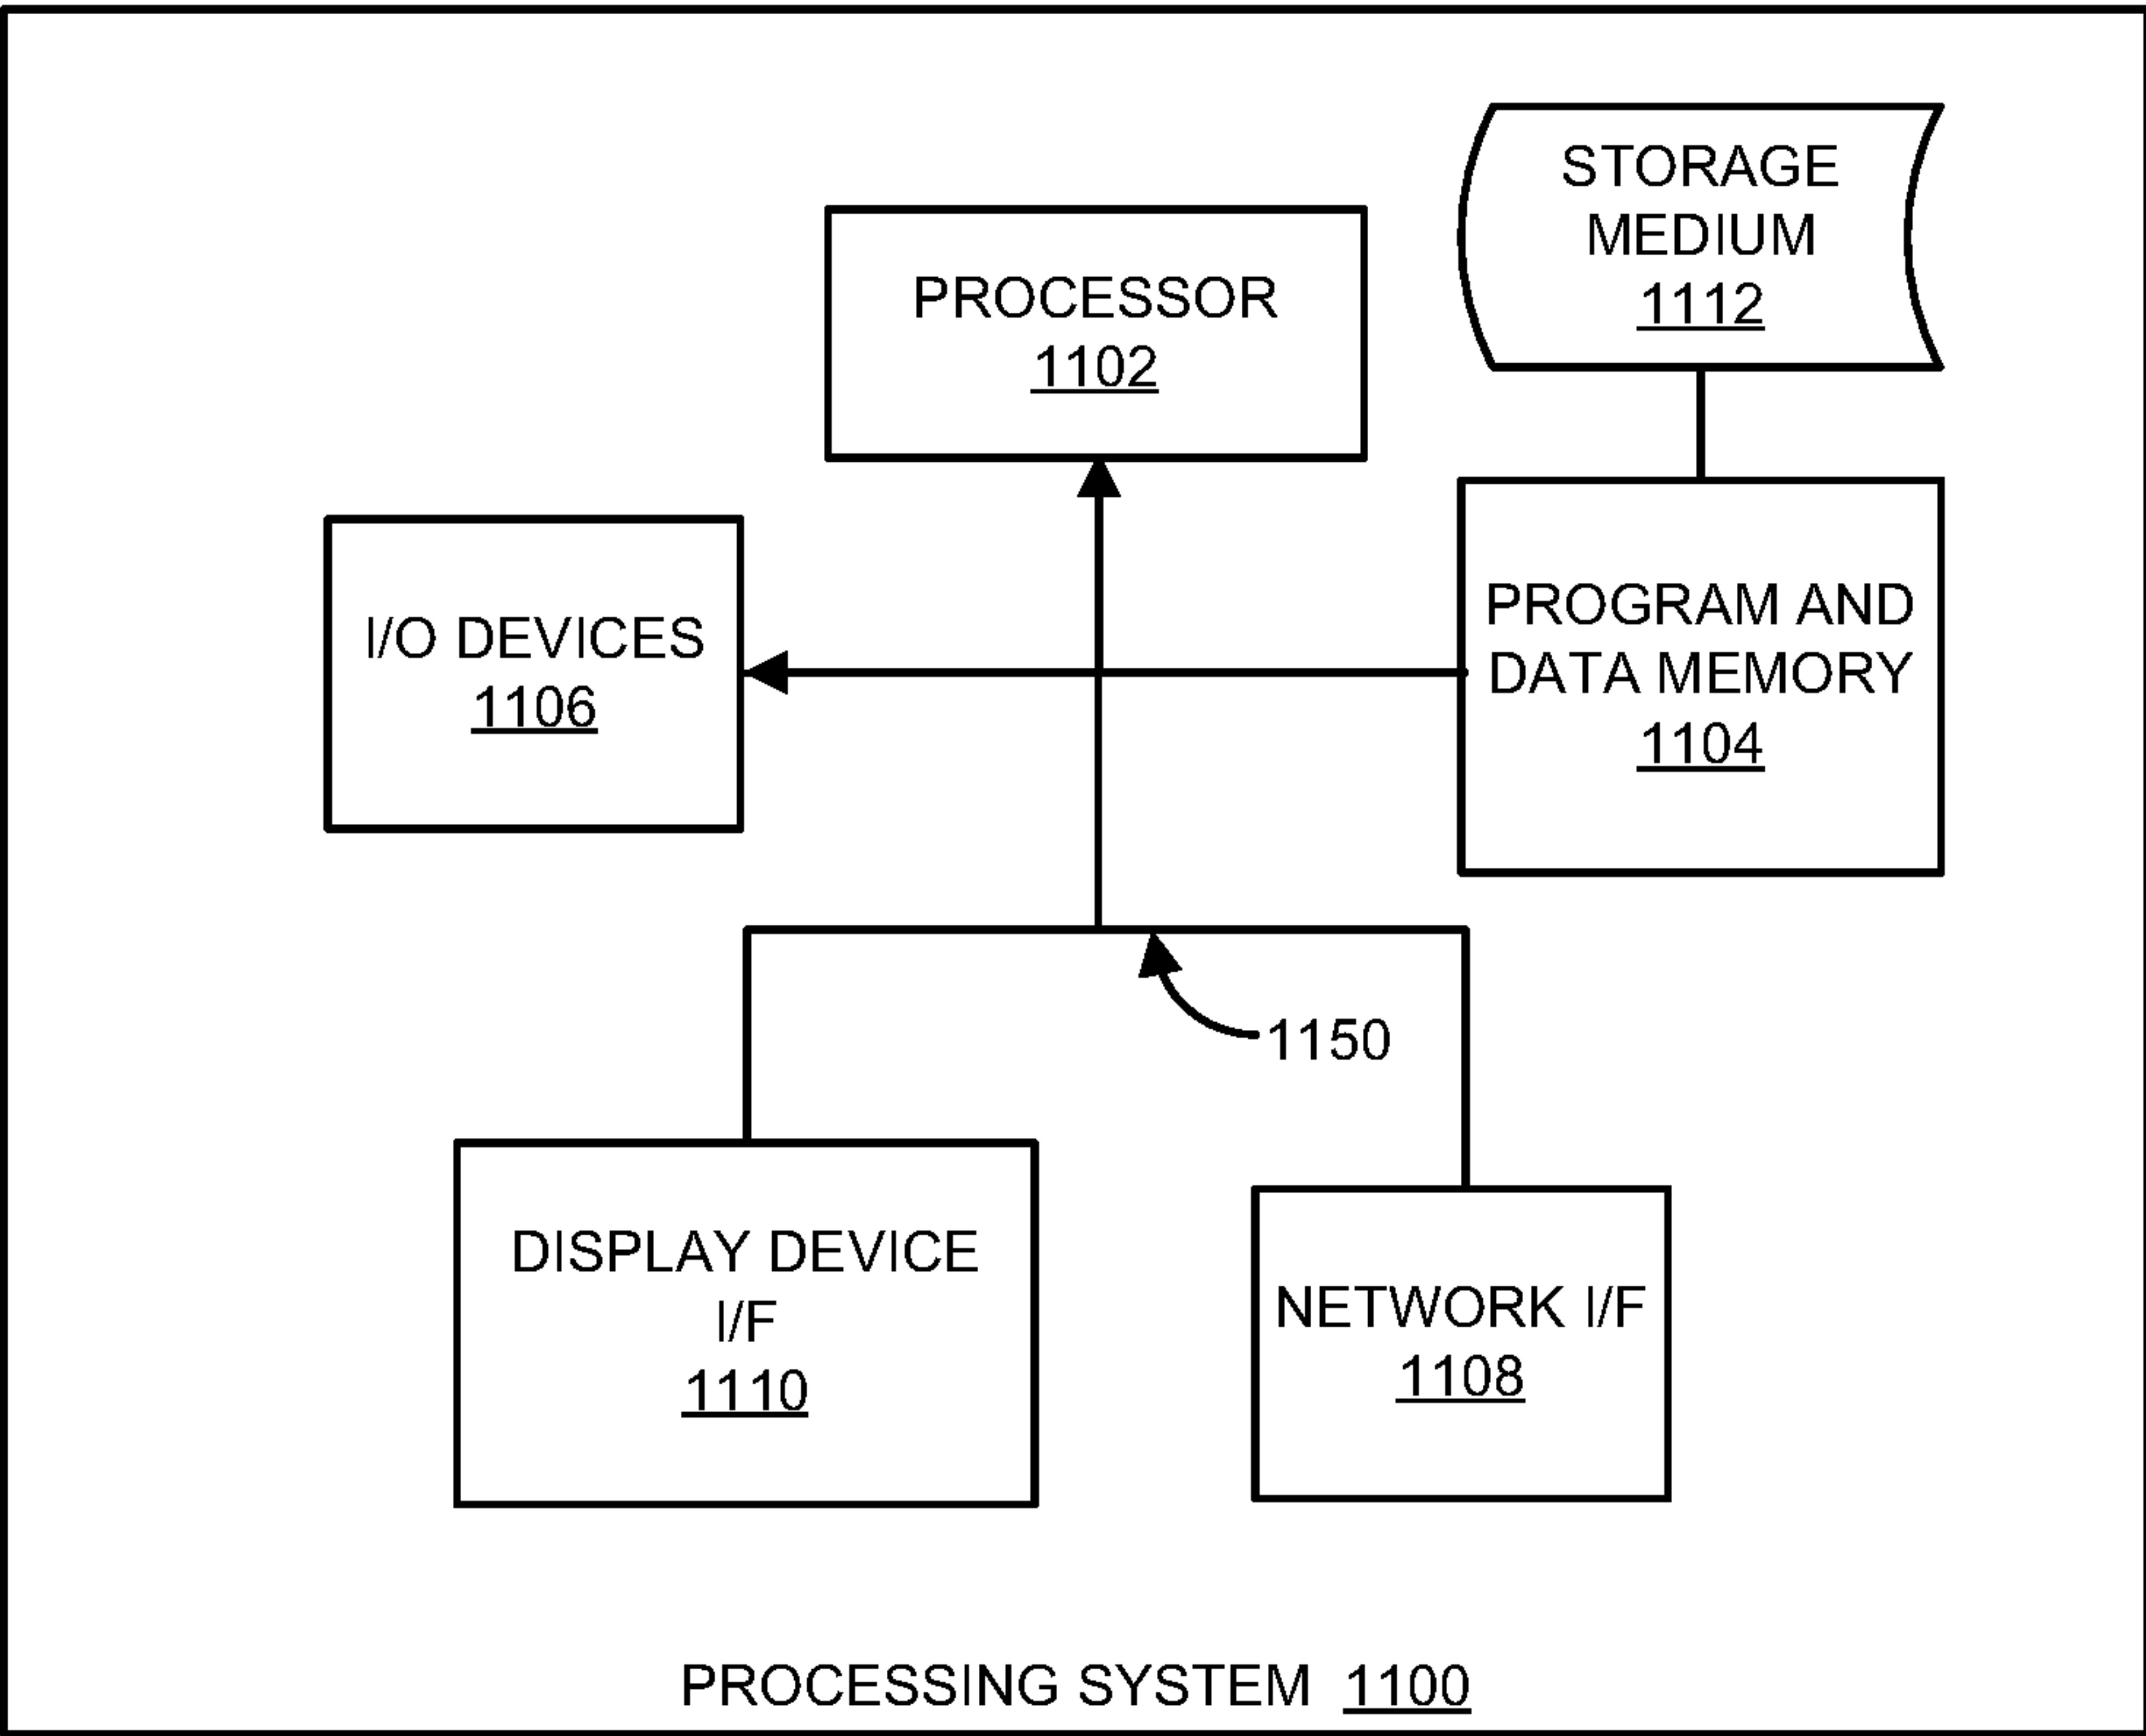 STORAGE
MEDIUM
1112
PROCESSOR
1102
I/O DEVICES
1106
PROGRAM AND
DATA MEMORY
1104
1150
DISPLAY DEVICE
I/F
1110
NETWORK I/F
1108
PROCESSING SYSTEM 1100